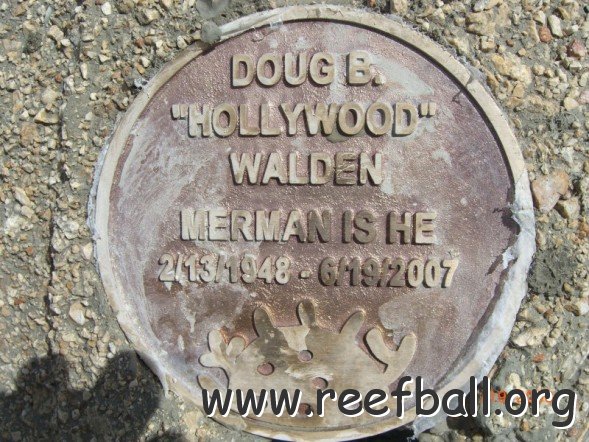 DOUG B.
"HOLLYWOOD"
WALDEN
MERMAN IS HE
2/13/1948 - 6/19/2007
www.reefball.org